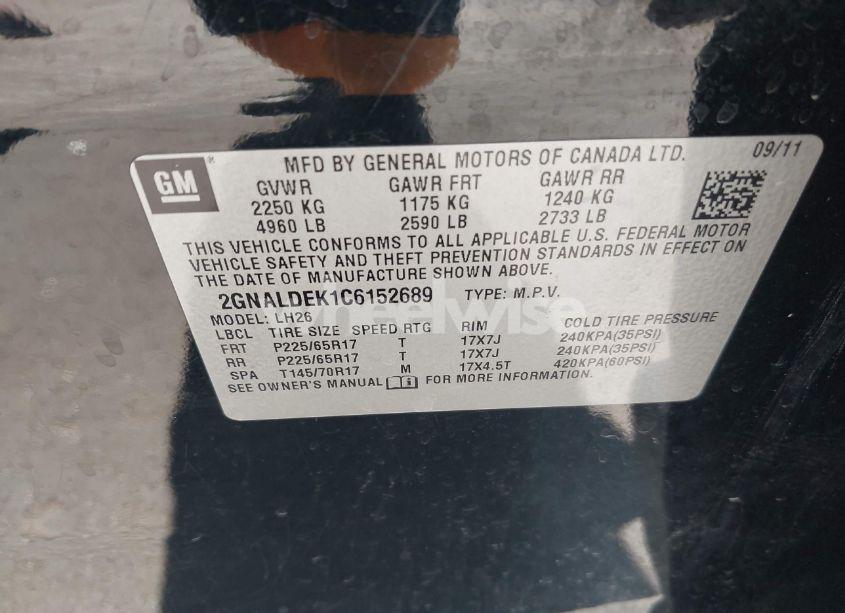 GM ®
MFD BY GENERAL MOTORS OF CANADA LTD. 09/11
GVWR GAWR FRT GAWR RR
2250 KG 1175 KG 1240 KG
4960 LB 2590 LB 2733 LB
THIS VEHICLE CONFORMS TO ALL APPLICABLE U.S. FEDERAL MOTOR
VEHICLE SAFETY AND THEFT PREVENTION STANDARDS IN EFFECT ON
THE DATE OF MANUFACTURE SHOWN ABOVE.
2GNALDEK1C6152689 TYPE: M.P.V.
MODEL: LH26
LBCL TIRE SIZE SPEED RTG RIM COLD TIRE PRESSURE
FRT P225/65R17 T 17X7J 240KPA(35PSI)
RR P225/65R17 T 17X7J 240KPA(35PSI)
SPA T145/70R17 M 17X4.5T 420KPA(60PSI)
SEE OWNER'S MANUAL FOR MORE INFORMATION.